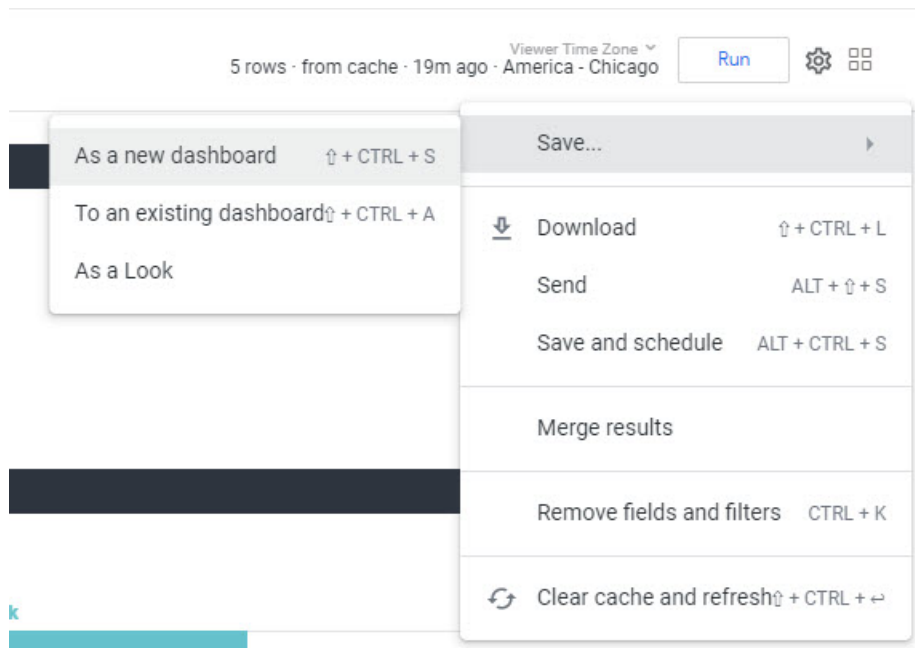 Viewer Time Zone
5 rows · from cache · 19m ago · America - Chicago
Run
Save...
As a new dashboard ⇧ + CTRL + S
To an existing dashboard⇧ + CTRL + A
As a Look
Download ⇧ + CTRL + L
Send ALT + ⇧ + S
Save and schedule ALT + CTRL + S
Merge results
Remove fields and filters CTRL + K
Clear cache and refresh⇧ + CTRL + ↩
k